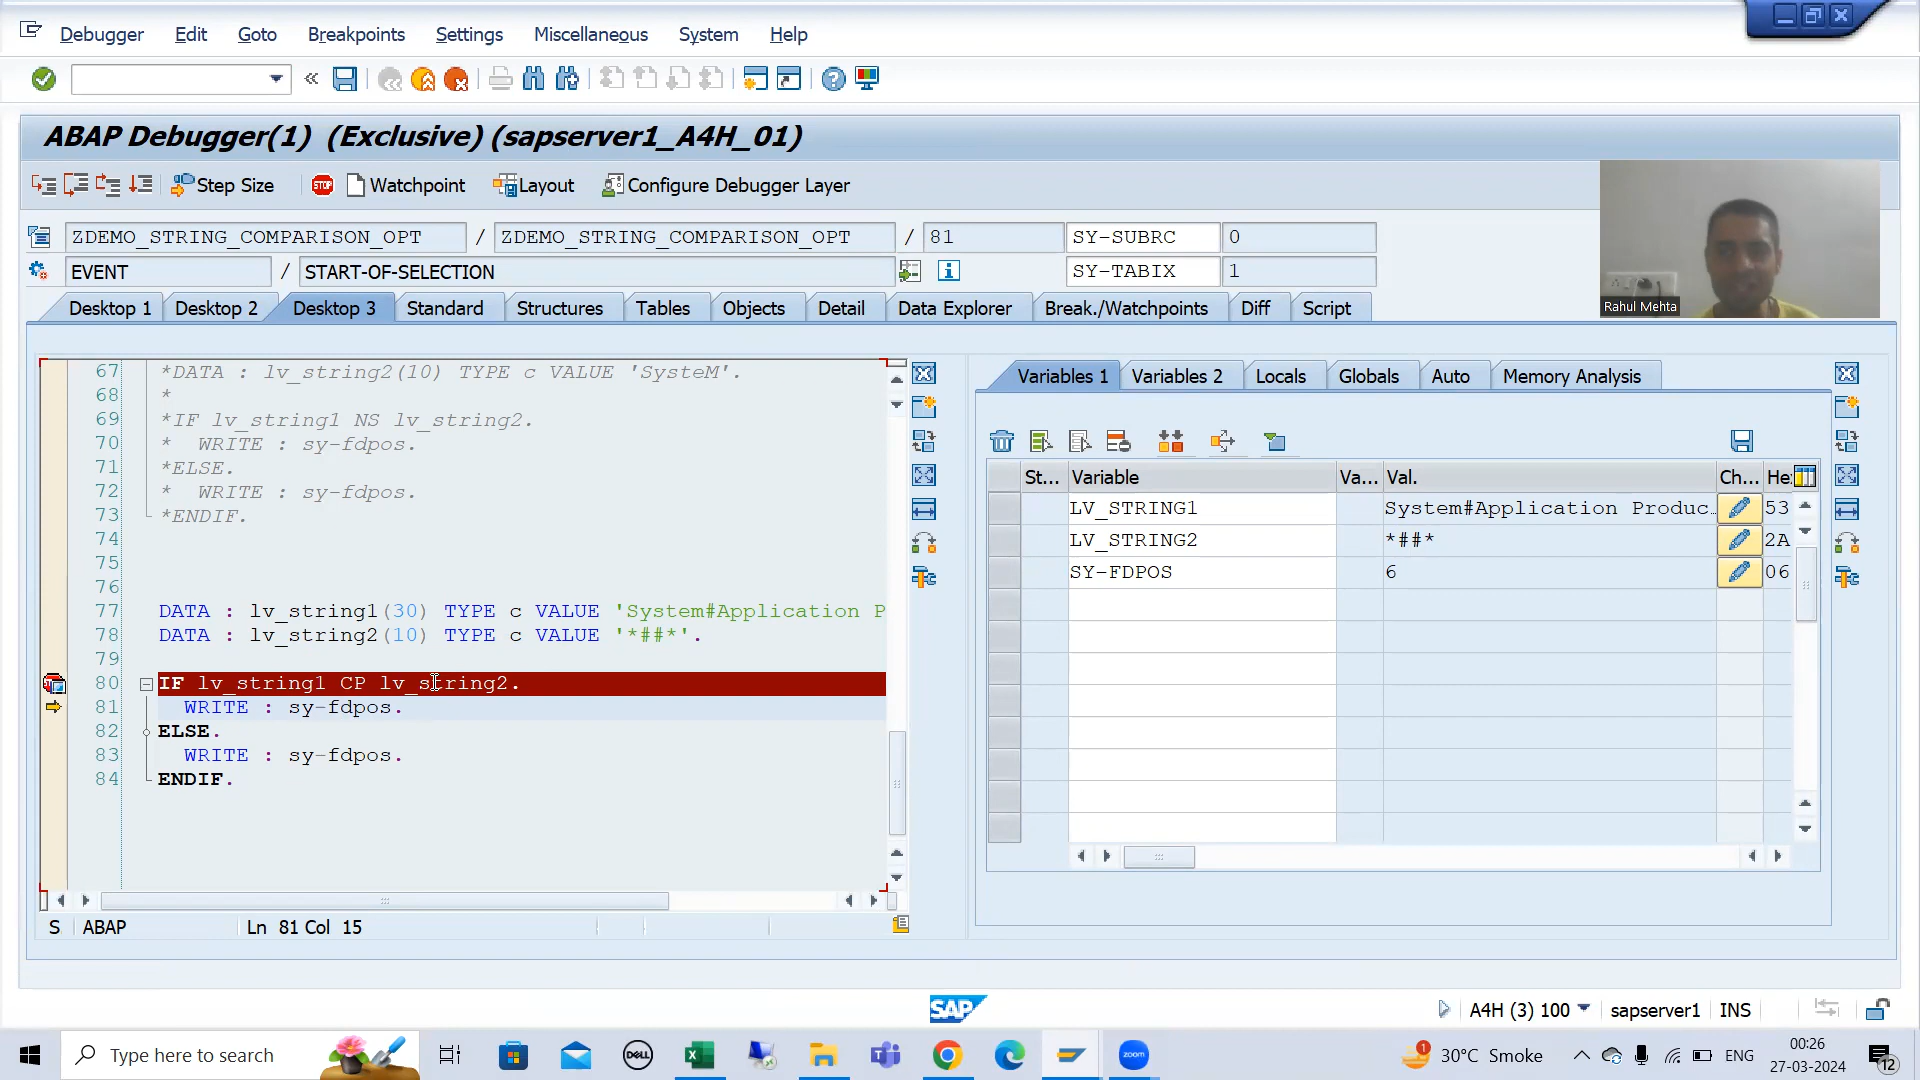 Debugger Edit Goto Breakpoints Settings Miscellaneous System Help
ABAP Debugger(1) (Exclusive) (sapserver1_A4H_01)
Step Size STOP Watchpoint Layout Configure Debugger Layer
ZDEMO_STRING_COMPARISON_OPT / ZDEMO_STRING_COMPARISON_OPT / 81 SY-SUBRC 0
EVENT / START-OF-SELECTION SY-TABIX 1
Rahul Mehta
Desktop 1 Desktop 2 Desktop 3 Standard Structures Tables Objects Detail Data Explorer Break./Watchpoints Diff Script
67 *DATA : lv_string2(10) TYPE c VALUE 'SysteM'.
68 *
69 *IF lv_string1 NS lv_string2.
70 * WRITE : sy-fdpos.
71 *ELSE.
72 * WRITE : sy-fdpos.
73 *ENDIF.
74
75
76
77 DATA : lv_string1(30) TYPE c VALUE 'System#Application P
78 DATA : lv_string2(10) TYPE c VALUE '*##*'.
79
80 IF lv_string1 CP lv_string2.
81 WRITE : sy-fdpos.
82 ELSE.
83 WRITE : sy-fdpos.
84 ENDIF.
S ABAP Ln 81 Col 15
Variables 1 Variables 2 Locals Globals Auto Memory Analysis
St... Variable Va... Val. Ch... Hex
LV_STRING1 System#Application Produc... 53
LV_STRING2 *##* 2A
SY-FDPOS 6 06
SAP
A4H (3) 100 sapserver1 INS
Type here to search
DELL
zoom
1 30°C Smoke ENG
00:26
27-03-2024
12